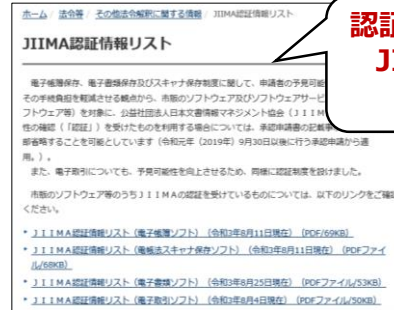 ホーム / 法令等 / その他法令解釈に関する情報 / JIIMA認証情報リスト
認証
JI
JIIMA認証情報リスト
電子帳簿保存、電子書類保存及びスキャナ保存制度に関して、申請者の予見可能
その手続負担を軽減させる観点から、市販のソフトウェア及びソフトウェアサービ
フトウェア等）を対象に、公益社団法人日本文書情報マネジメント協会（ＪＩＩＭ
性の確認（「認証」）を受けたものを利用する場合については、承認申請書の記載事
部省略することを可能としています（令和元年（2019年）9月30日以後に行う承認申請から適
用。）。
また、電子取引についても、予見可能性を向上させるため、同様に認証制度を設けました。
市販のソフトウェア等のうちＪＩＩＭＡの認証を受けているものについては、以下のリンクをご確認
ください。
・ＪＩＩＭＡ認証情報リスト（電子帳簿ソフト）（令和3年8月11日現在）（PDF/69KB）
・ＪＩＩＭＡ認証情報リスト（電帳法スキャナ保存ソフト）（令和3年8月11日現在）（PDFファイ
ル/68KB）
・ＪＩＩＭＡ認証情報リスト（電子書類ソフト）（令和3年8月25日現在）（PDFファイル/53KB）
・ＪＩＩＭＡ認証情報リスト（電子取引ソフト）（令和3年8月4日現在）（PDFファイル/50KB）